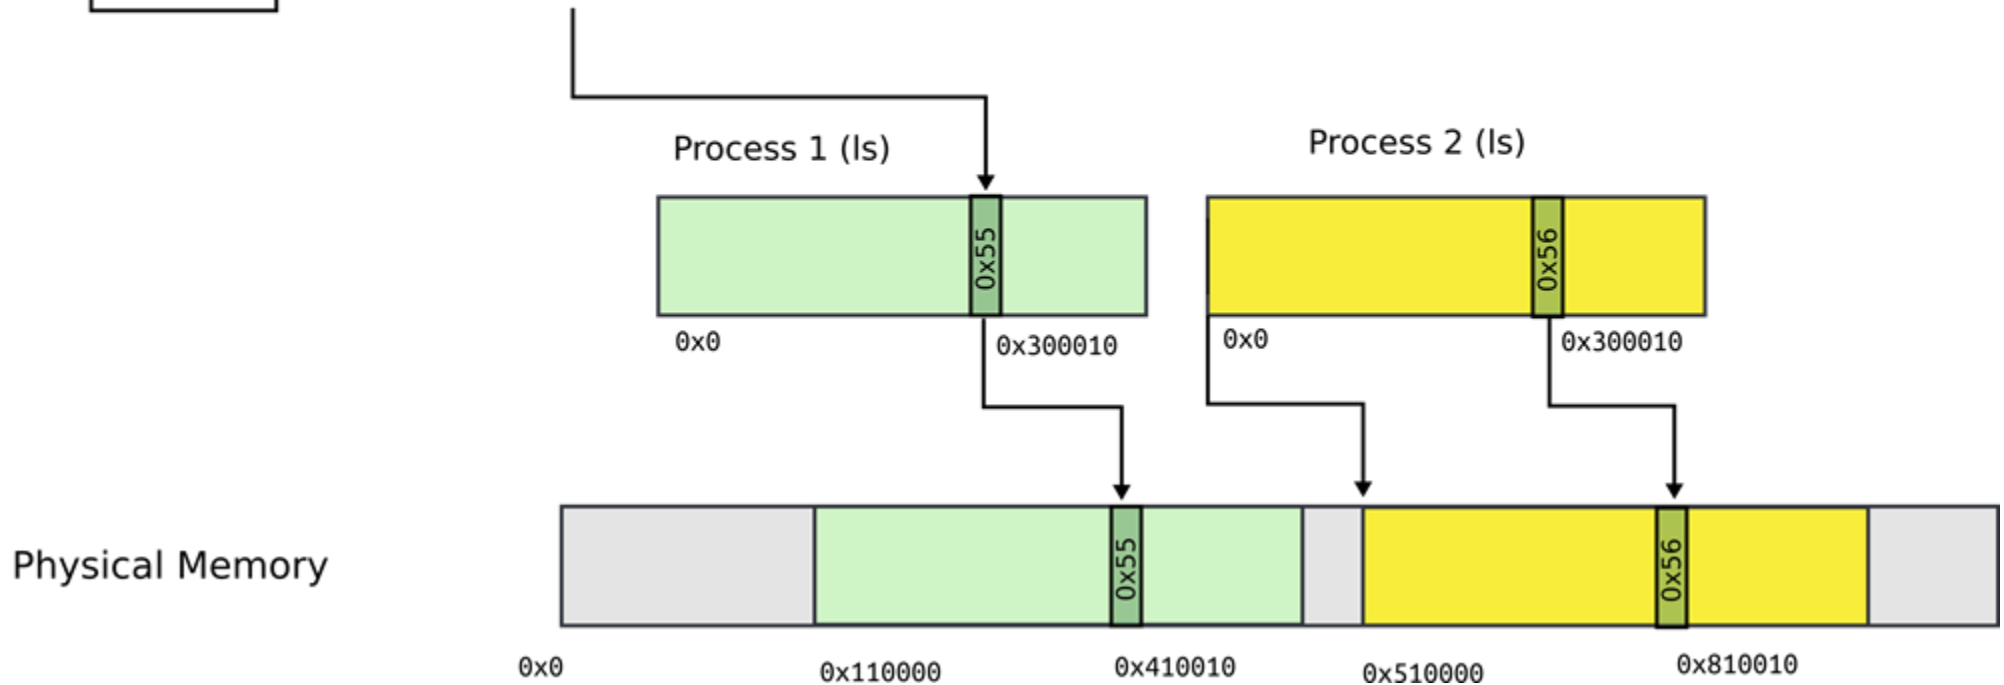 Process 1 (ls)
Process 2 (ls)
0x55
0x56
0x0
0x300010
0x0
0x300010
Physical Memory
0x55
0x56
0x0
0x110000
0x410010
0x510000
0x810010